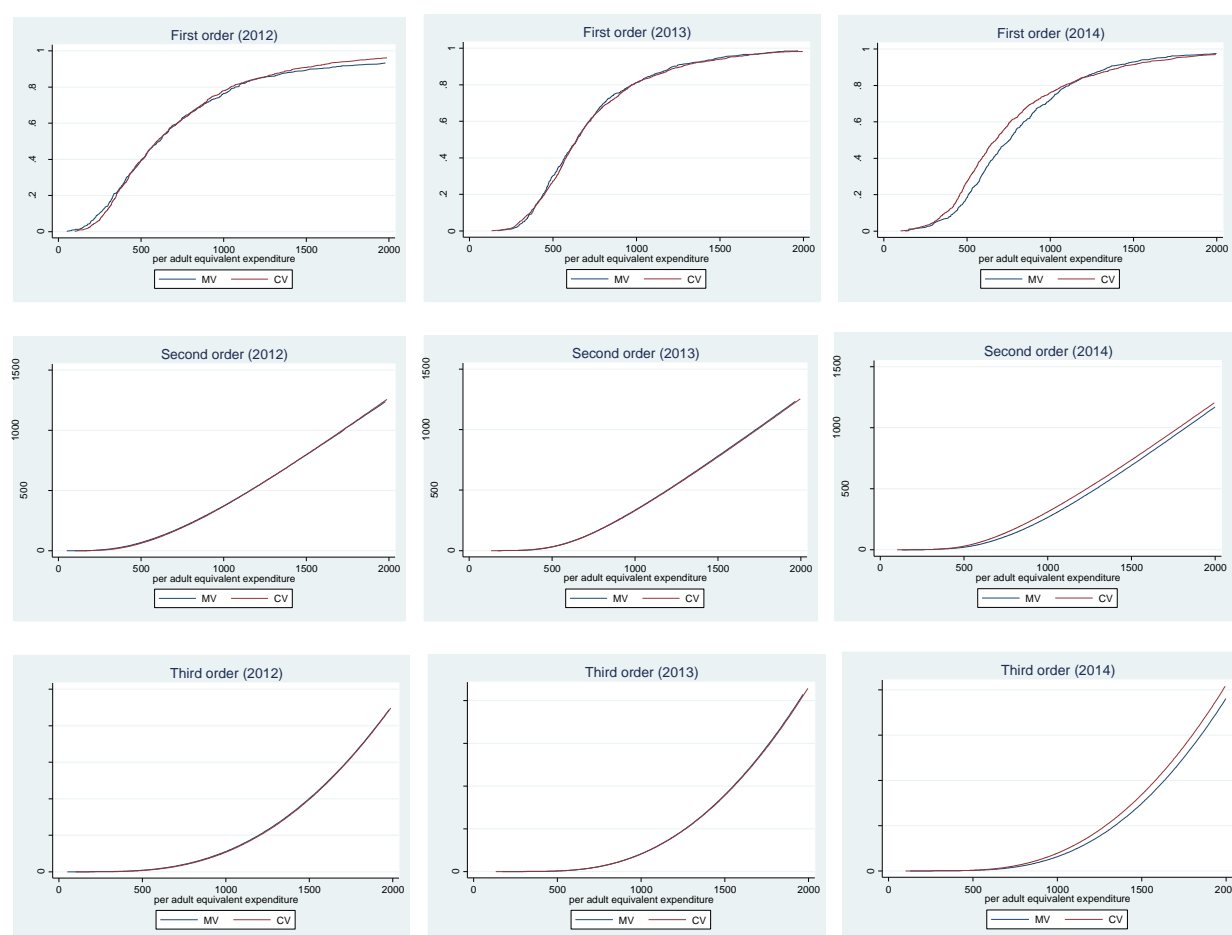 First order (2012)
1
.8
.6
.4
.2
0
0 500 1000 1500 2000
per adult equivalent expenditure
MV CV
First order (2013)
1
.8
.6
.4
.2
0
0 500 1000 1500 2000
per adult equivalent expenditure
MV CV
First order (2014)
1
.8
.6
.4
.2
0
0 500 1000 1500 2000
per adult equivalent expenditure
MV CV
Second order (2012)
1500
1000
500
0
0 500 1000 1500 2000
per adult equivalent expenditure
MV CV
Second order (2013)
1500
1000
500
0
0 500 1000 1500 2000
per adult equivalent expenditure
MV CV
Second order (2014)
1500
1000
500
0
0 500 1000 1500 2000
per adult equivalent expenditure
MV CV
Third order (2012)
0
0 500 1000 1500 2000
per adult equivalent expenditure
MV CV
Third order (2013)
0
0 500 1000 1500 2000
per adult equivalent expenditure
MV CV
Third order (2014)
0
0 500 1000 1500 200
per adult equivalent expenditure
MV CV